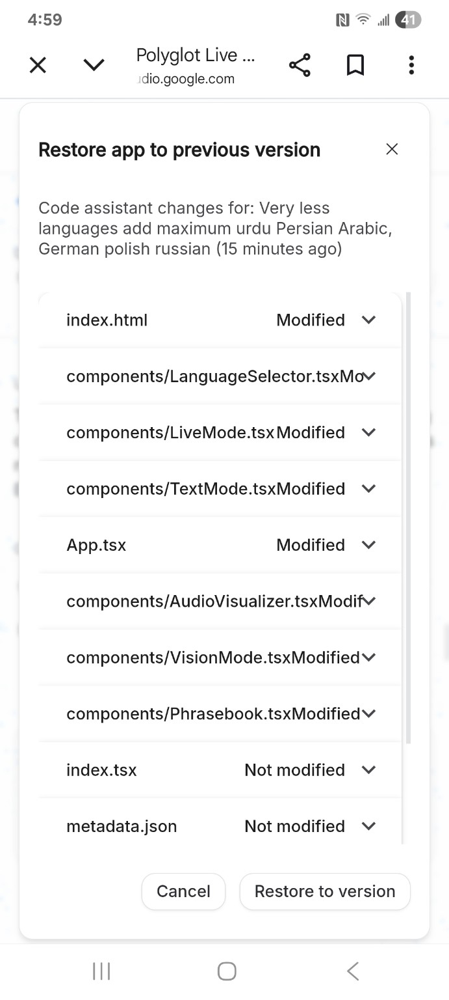 4:59
41
Polyglot Live ...
dio.google.com
Restore app to previous version
Code assistant changes for: Very less
languages add maximum urdu Persian Arabic,
German polish russian (15 minutes ago)
index.html Modified
components/LanguageSelector.tsxMo
components/LiveMode.tsx Modified
components/TextMode.tsxModified
App.tsx Modified
components/AudioVisualizer.tsxModif
components/VisionMode.tsxModified
components/Phrasebook.tsxModified
index.tsx Not modified
metadata.json Not modified
Cancel Restore to version